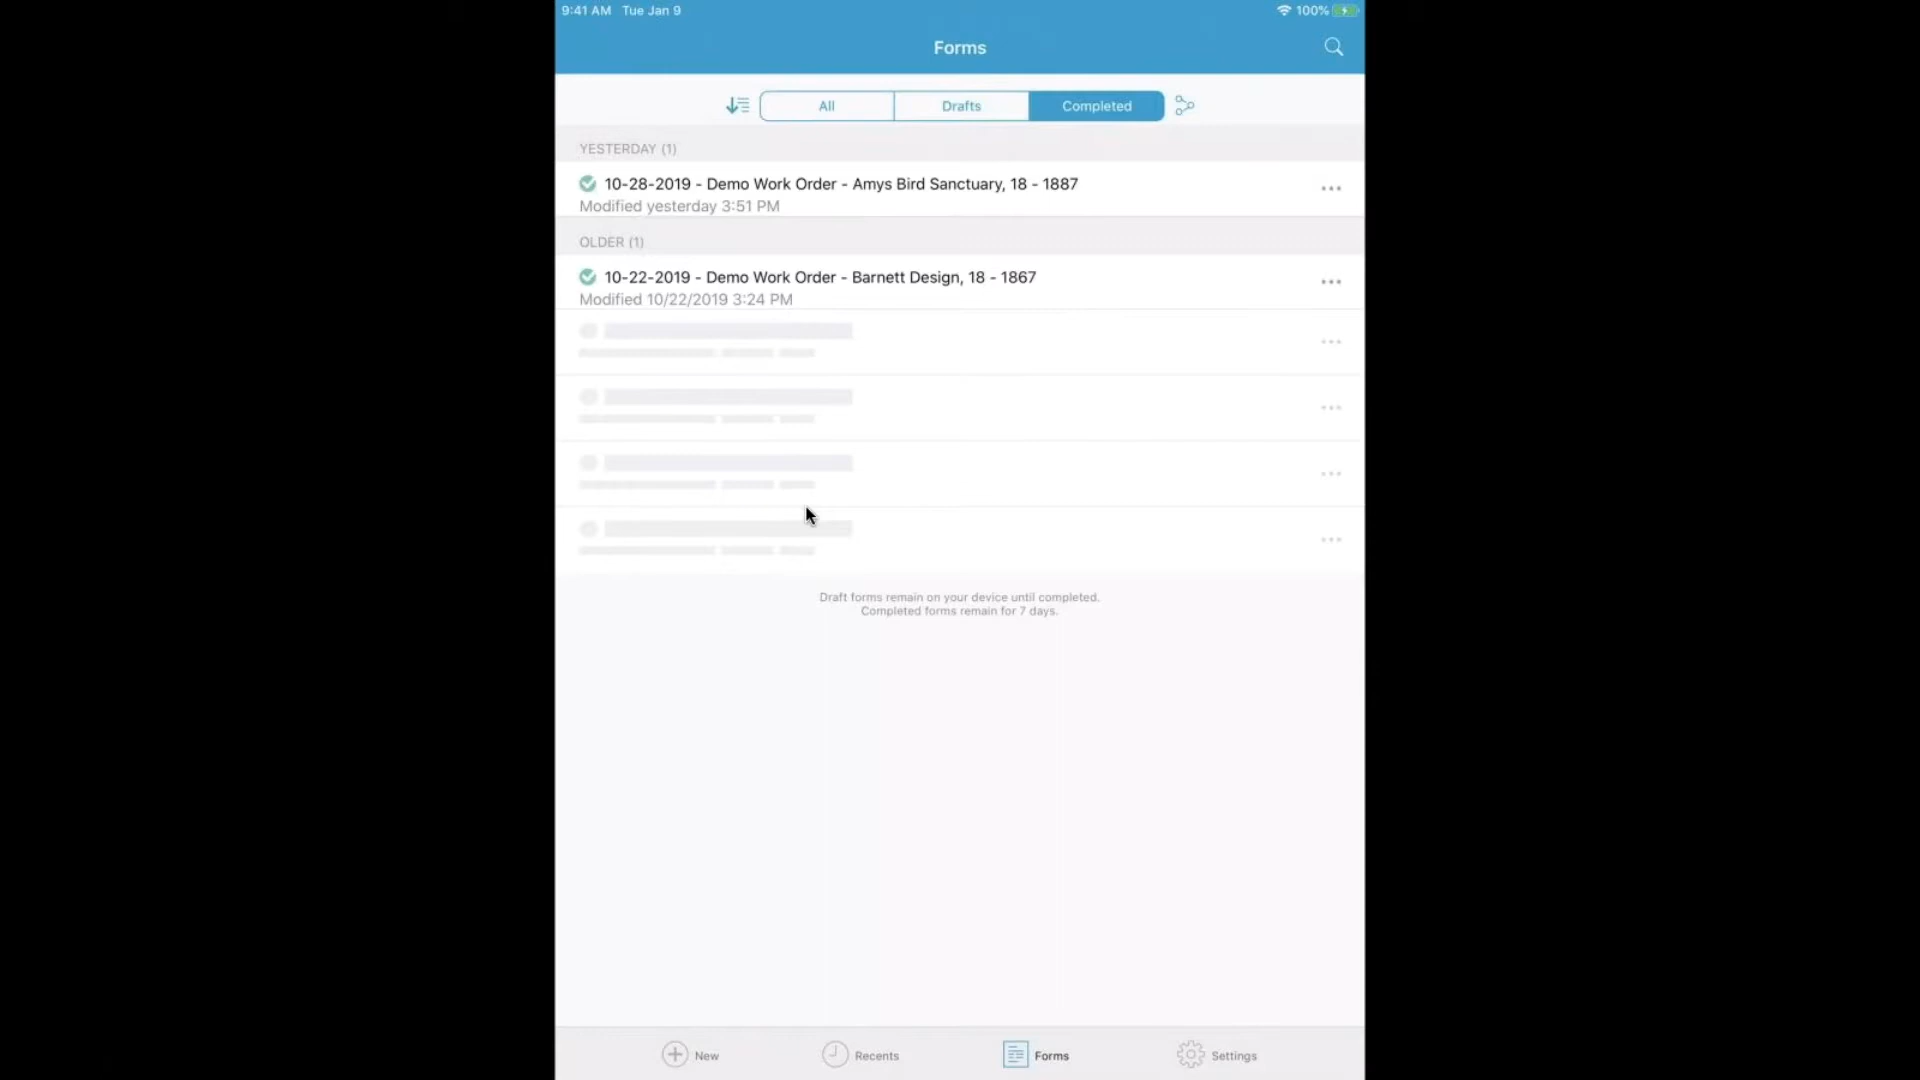 9:41 AM Tue Jan 9 100%
Forms
All Drafts Completed
YESTERDAY (1)
10-28-2019 - Demo Work Order - Amys Bird Sanctuary, 18 - 1887
Modified yesterday 3:51 PM
OLDER (1)
10-22-2019 - Demo Work Order - Barnett Design, 18 - 1867
Modified 10/22/2019 3:24 PM
Draft forms remain on your device until completed.
Completed forms remain for 7 days.
New Recents Forms Settings